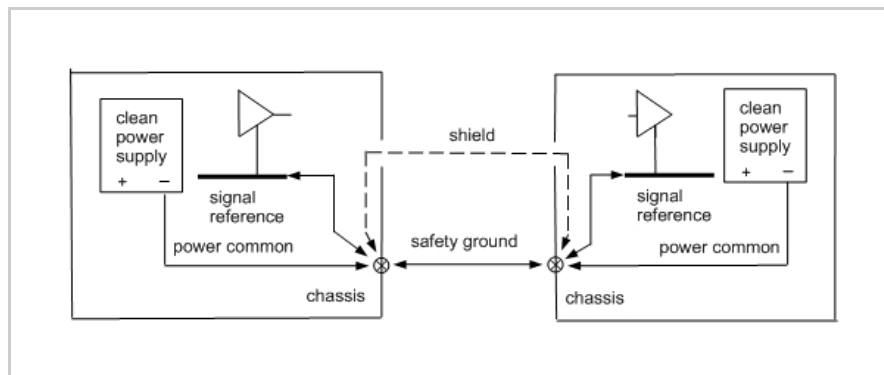 clean
power
supply
+ −
signal
reference
power common
chassis
shield
safety ground
clean
power
supply
+ −
signal
reference
power common
chassis